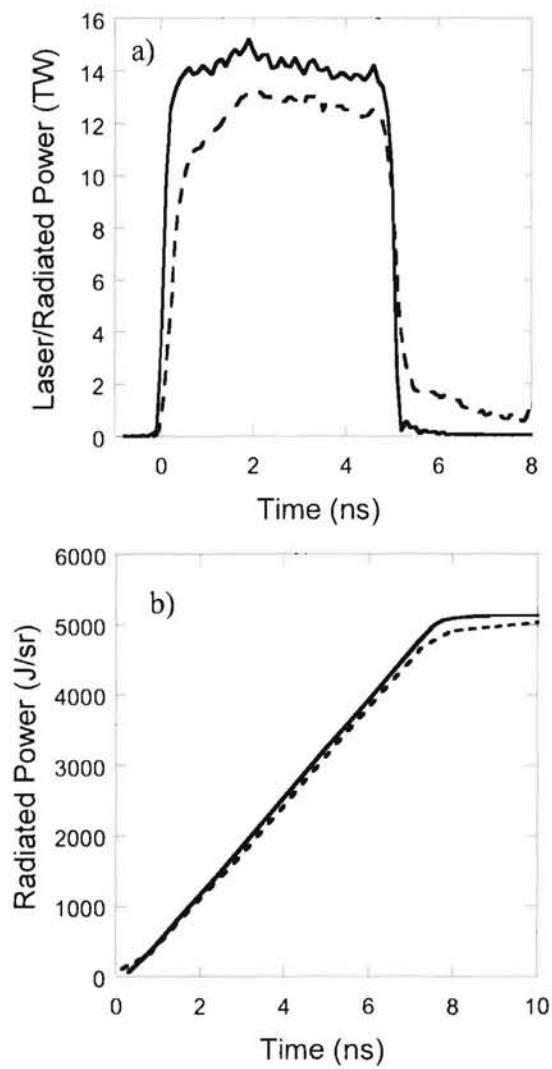 16
a)
14
12
10
8
6
4
2
0
Laser/Radiated Power (TW)
0 2 4 6 8
Time (ns)
6000
b)
5000
4000
3000
2000
1000
0
Radiated Power (J/sr)
0 2 4 6 8 10
Time (ns)